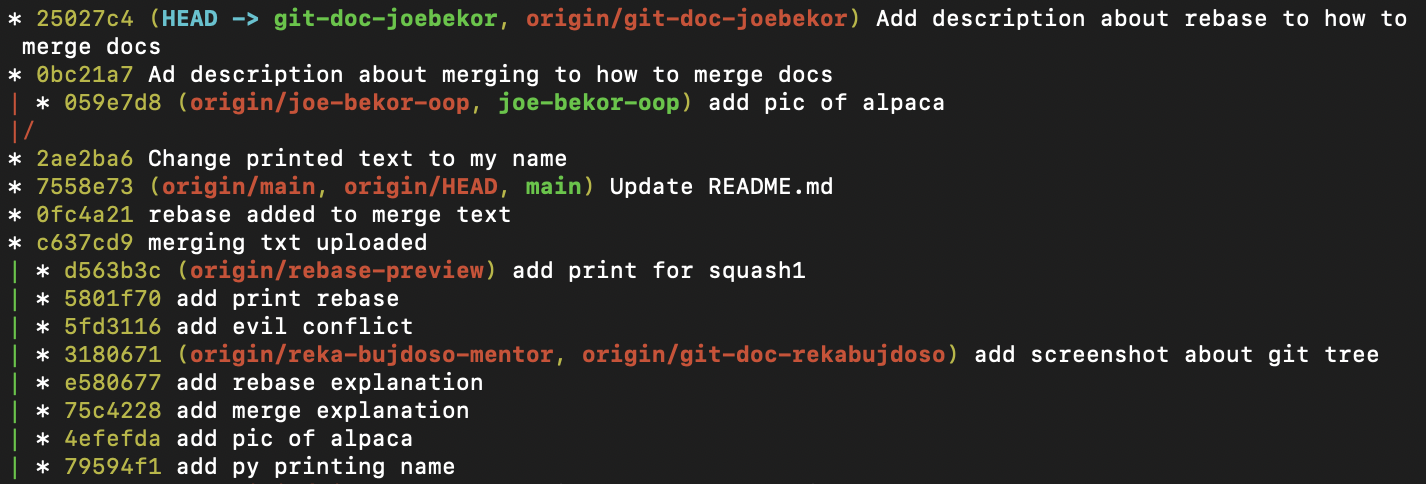 * 25027c4 (HEAD -> git-doc-joebekor, origin/git-doc-joebekor) Add description about rebase to how to
merge docs
* 0bc21a7 Ad description about merging to how to merge docs
| * 059e7d8 (origin/joe-bekor-oop, joe-bekor-oop) add pic of alpaca
|/
* 2ae2ba6 Change printed text to my name
* 7558e73 (origin/main, origin/HEAD, main) Update README.md
* 0fc4a21 rebase added to merge text
* c637cd9 merging txt uploaded
| * d563b3c (origin/rebase-preview) add print for squash1
| * 5801f70 add print rebase
| * 5fd3116 add evil conflict
| * 3180671 (origin/reka-bujdoso-mentor, origin/git-doc-rekabujdoso) add screenshot about git tree
| * e580677 add rebase explanation
| * 75c4228 add merge explanation
| * 4efefda add pic of alpaca
| * 79594f1 add py printing name